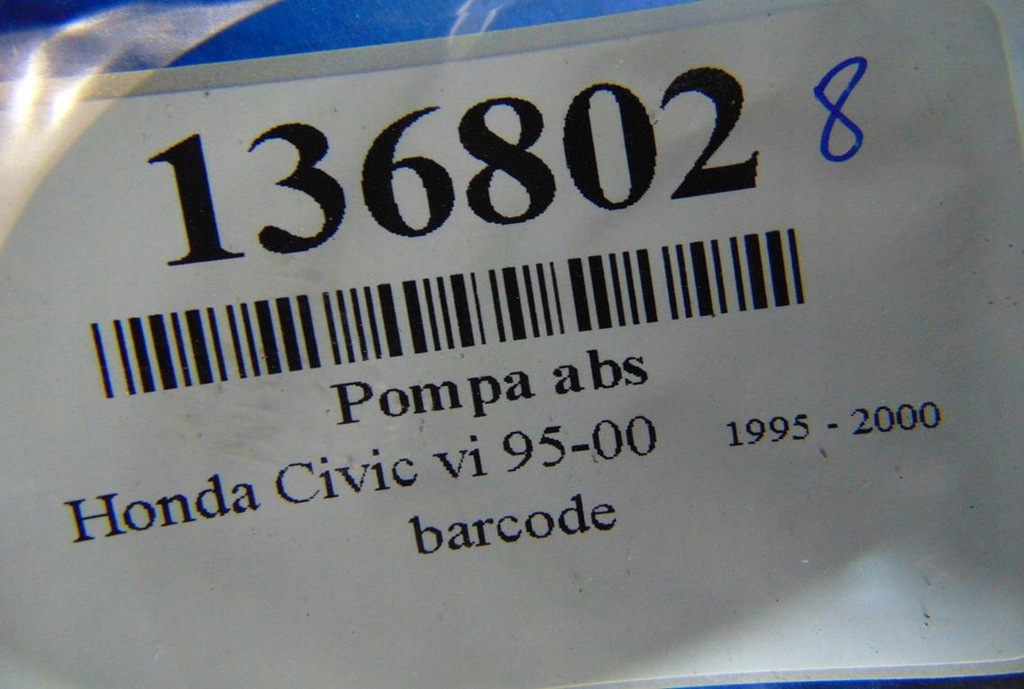 136802 8
Pompa abs
Honda Civic vi 95-00 1995 - 2000
barcode